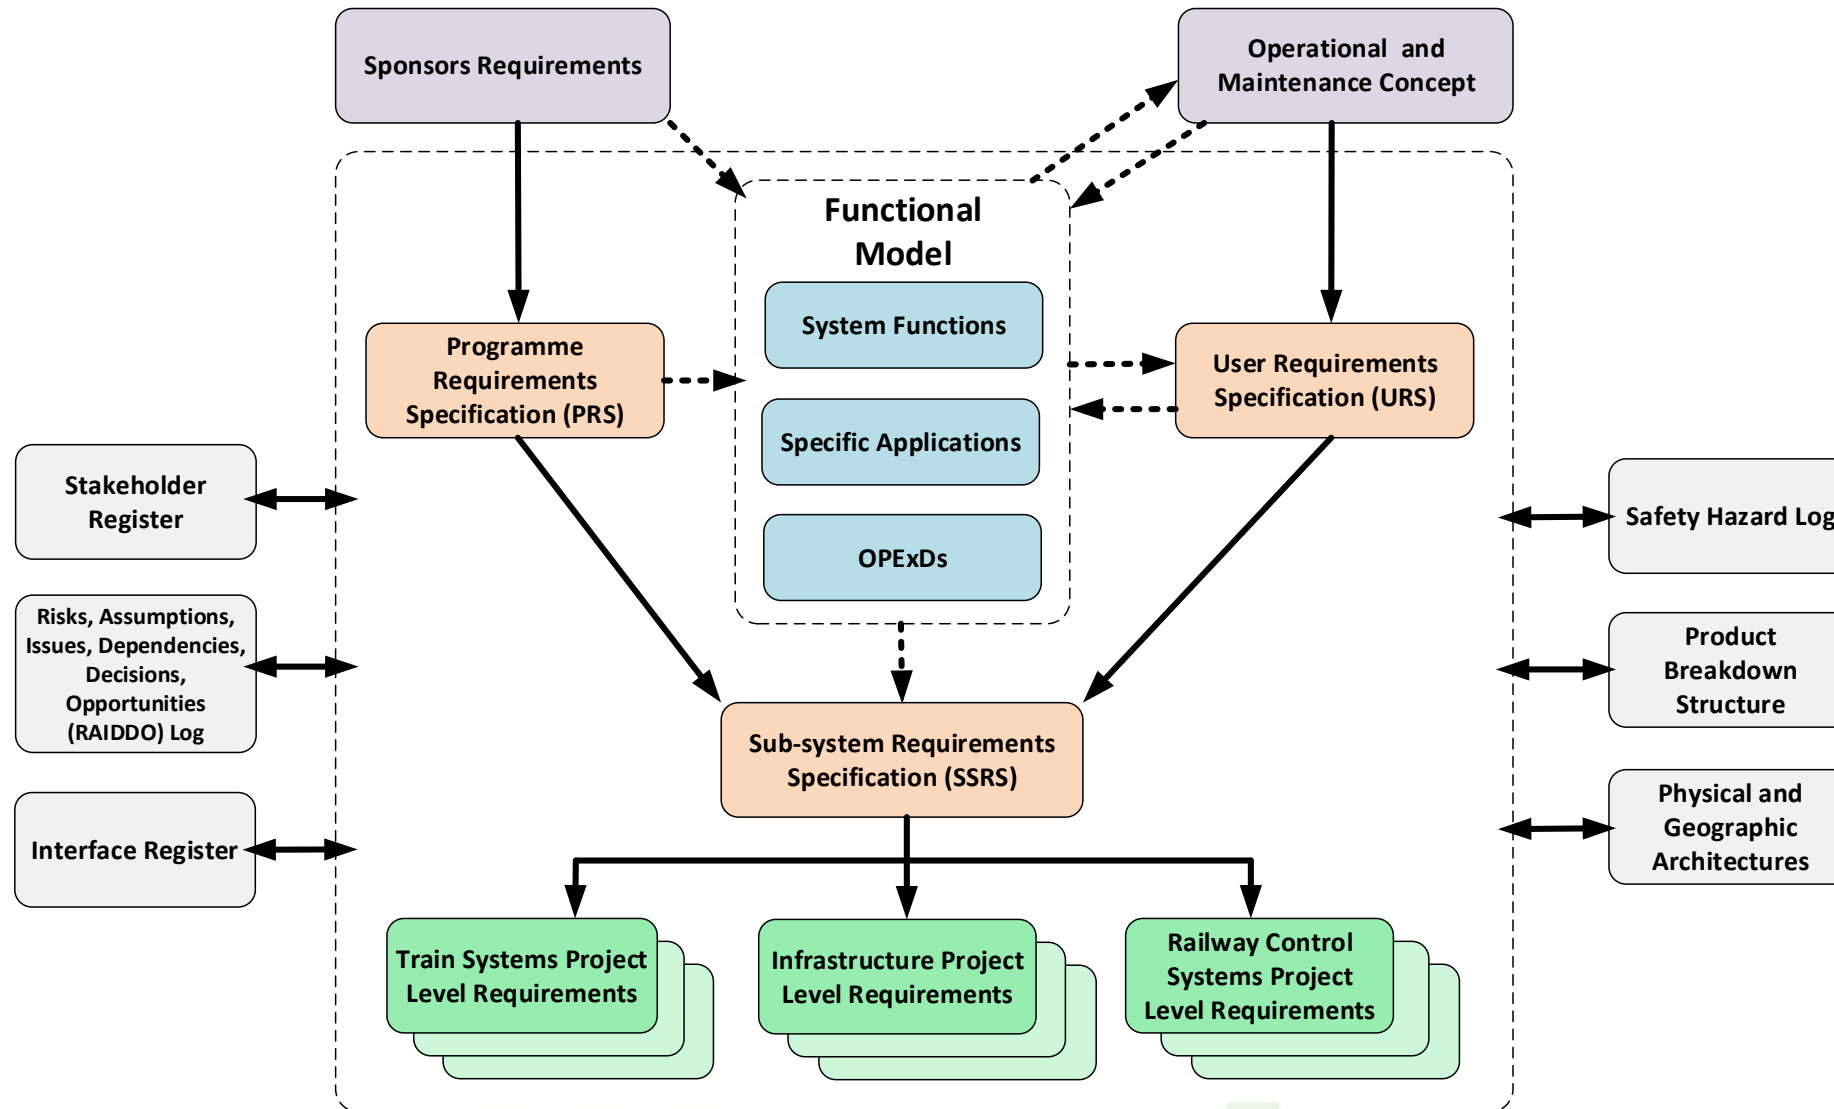 Sponsors Requirements
Operational and
Maintenance Concept
Functional
Model
System Functions
Specific Applications
OPExDs
Programme
Requirements
Specification (PRS)
User Requirements
Specification (URS)
Stakeholder
Register
Risks, Assumptions,
Issues, Dependencies,
Decisions,
Opportunities
(RAIDDO) Log
Interface Register
Safety Hazard Log
Product
Breakdown
Structure
Physical and
Geographic
Architectures
Sub-system Requirements
Specification (SSRS)
Train Systems Project
Level Requirements
Infrastructure Project
Level Requirements
Railway Control
Systems Project
Level Requirements